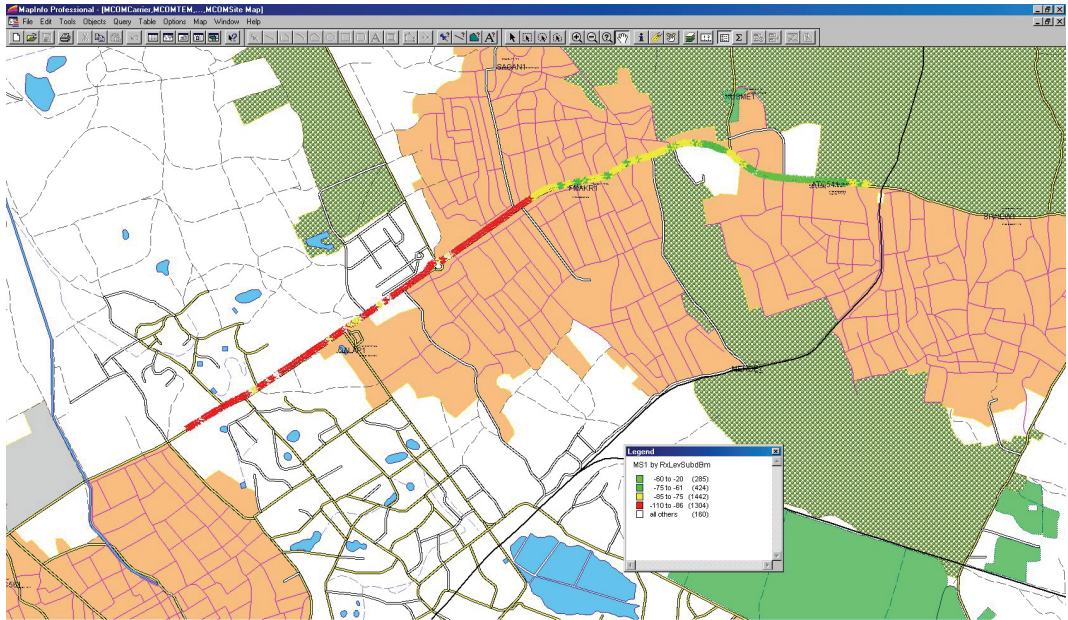 MapInfo Professional - [MCOMCarrier,MCOMTEM,...,MCOMSite Map]
File Edit Tools Objects Query Table Options Map Window Help
SAGAN1
FMAKR1
Legend
MS1 by RxLevSubdBm
-60 to -20 (285)
-75 to -61 (424)
-85 to -75 (1442)
-110 to -86 (1304)
all others (160)